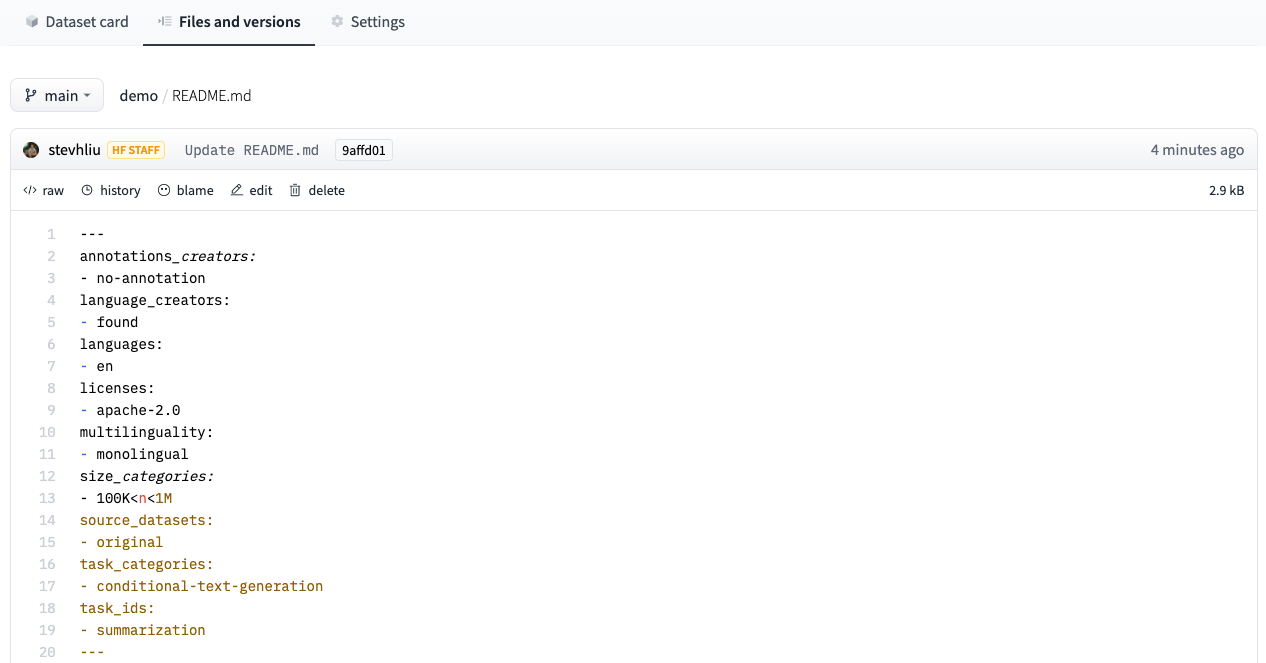 Dataset card Files and versions Settings
main demo / README.md
stevhliu HF STAFF Update README.md 9affd01 4 minutes ago
</> raw history blame edit delete 2.9 kB
1 ---
2 annotations_creators:
3 - no-annotation
4 language_creators:
5 - found
6 languages:
7 - en
8 licenses:
9 - apache-2.0
10 multilinguality:
11 - monolingual
12 size_categories:
13 - 100K<n<1M
14 source_datasets:
15 - original
16 task_categories:
17 - conditional-text-generation
18 task_ids:
19 - summarization
20 ---